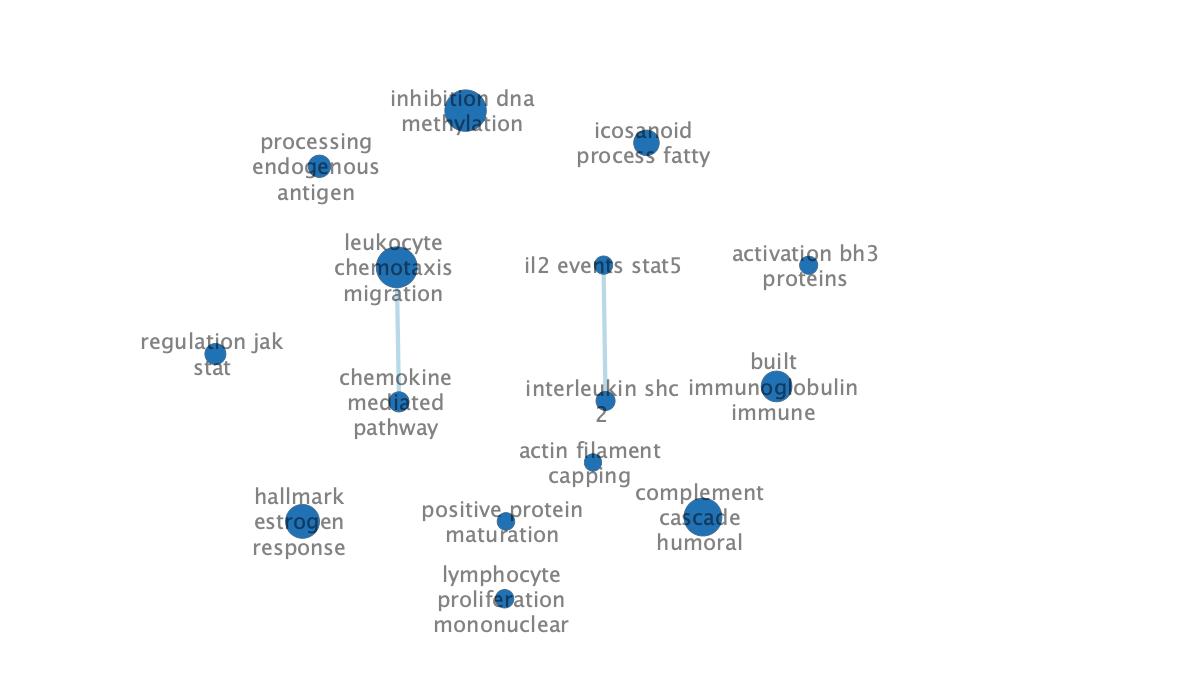 inhibition dna
methylation
icosanoid
process fatty
processing
endogenous
antigen
leukocyte
chemotaxis
migration
il2 events stat5
activation bh3
proteins
regulation jak
stat
chemokine
mediated
pathway
interleukin shc
2
built
immunoglobulin
immune
actin filament
capping
hallmark
estrogen
response
positive protein
maturation
complement
cascade
humoral
lymphocyte
proliferation
mononuclear